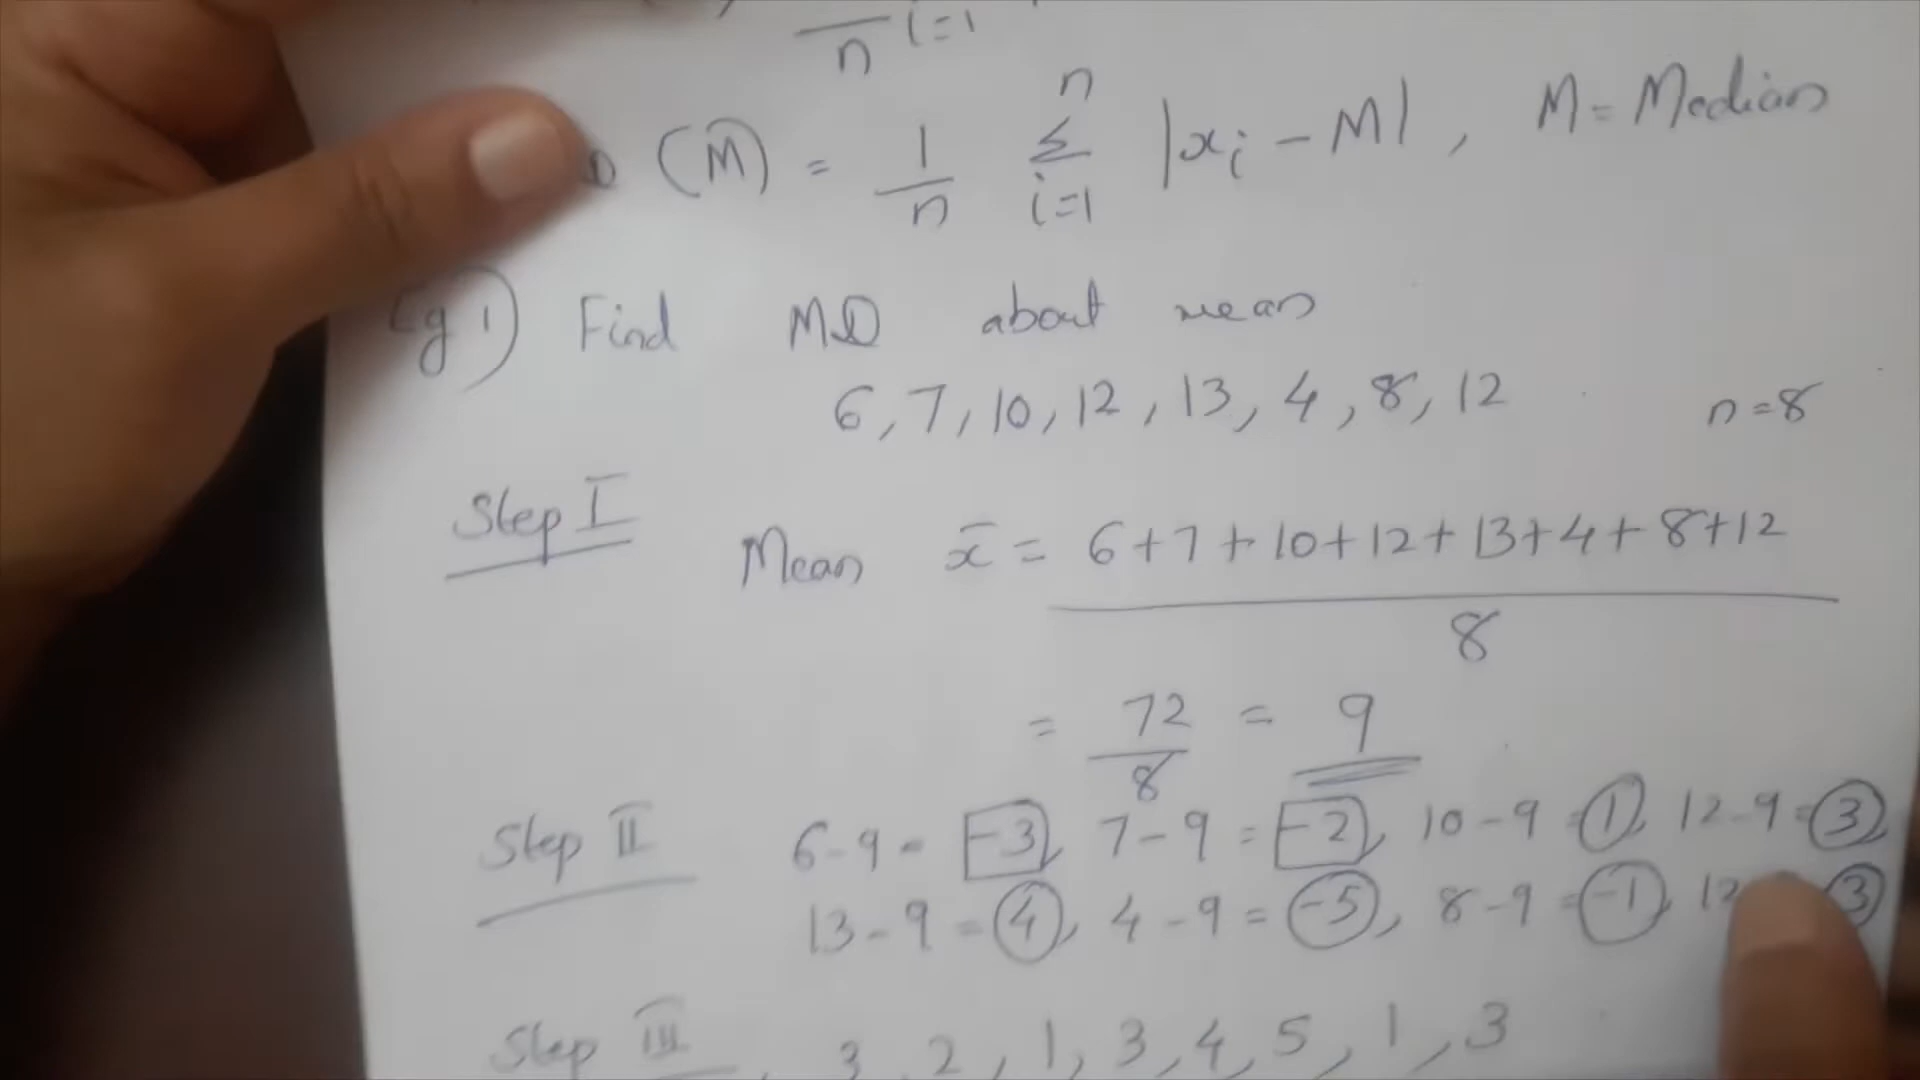 n i=1
(M) = 1/n n Σ i=1 |xi - M|, M = Median
Eg 1) Find MD about mean
6, 7, 10, 12, 13, 4, 8, 12 n=8
Step I
Mean x̄ = 6+7+10+12+13+4+8+12
8
= 72/8 = 9
Step II 6-9 = -3, 7-9 = -2, 10-9 = 1, 12-9 = 3,
13-9 = 4, 4-9 = -5, 8-9 = -1, 12 3
Step III 3, 2, 1, 3, 4, 5, 1, 3